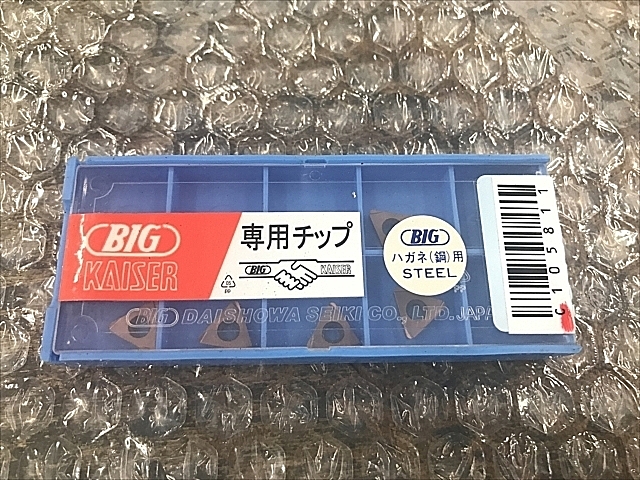 BIG
KAISER
専用チップ
BIG
KAISER
BIG
ハガネ(鋼)用
STEEL
BIG DAISHOWA SEIKI CO., LTD. JAPAN
C105811